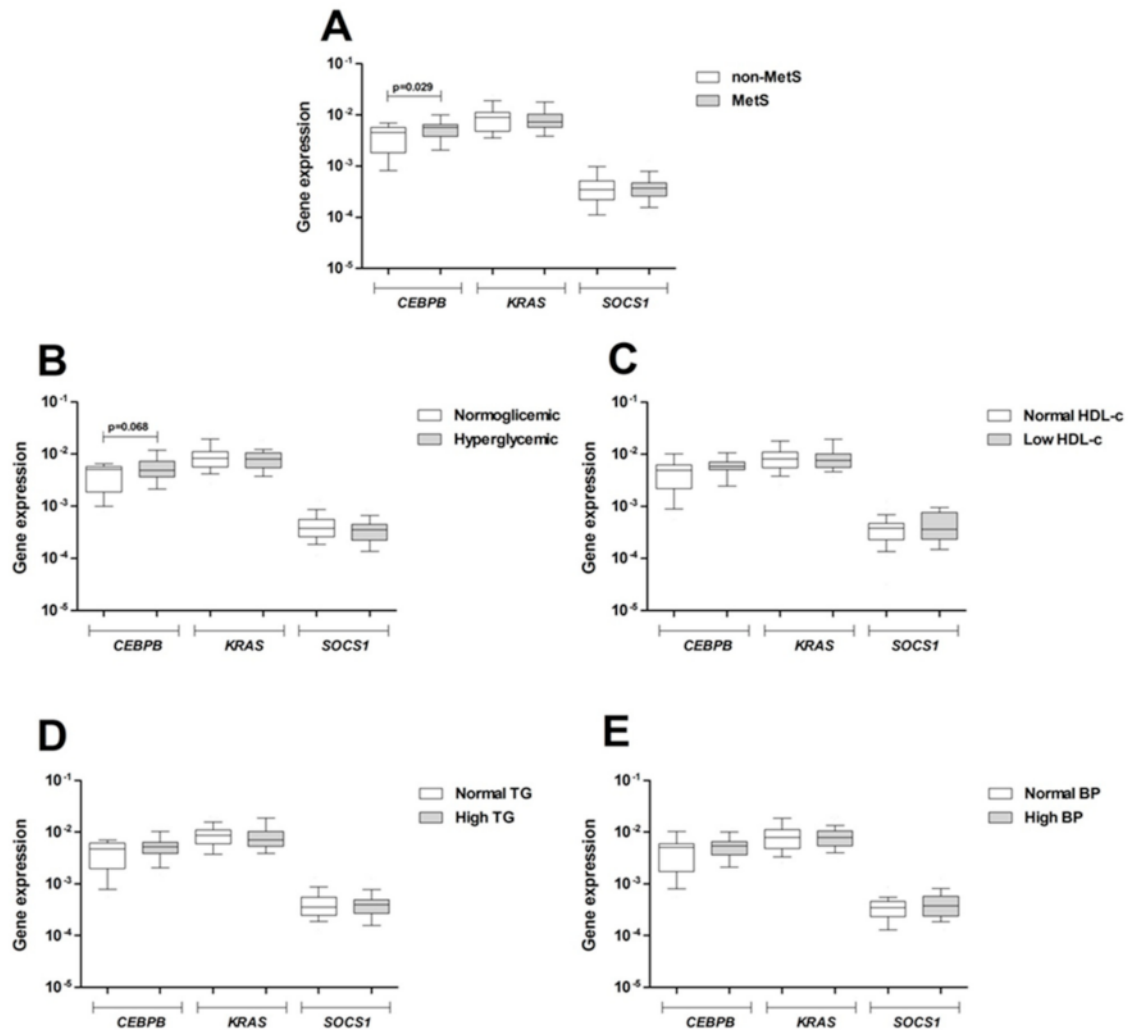 A
10⁻¹
10⁻²
10⁻³
10⁻⁴
10⁻⁵
Gene expression
p=0.029
non-MetS
MetS
CEBPB KRAS SOCS1
B
10⁻¹
10⁻²
10⁻³
10⁻⁴
10⁻⁵
Gene expression
p=0.068
Normoglicemic
Hyperglycemic
CEBPB KRAS SOCS1
C
10⁻¹
10⁻²
10⁻³
10⁻⁴
10⁻⁵
Gene expression
Normal HDL-c
Low HDL-c
CEBPB KRAS SOCS1
D
10⁻¹
10⁻²
10⁻³
10⁻⁴
10⁻⁵
Gene expression
Normal TG
High TG
CEBPB KRAS SOCS1
E
10⁻¹
10⁻²
10⁻³
10⁻⁴
10⁻⁵
Gene expression
Normal BP
High BP
CEBPB KRAS SOCS1